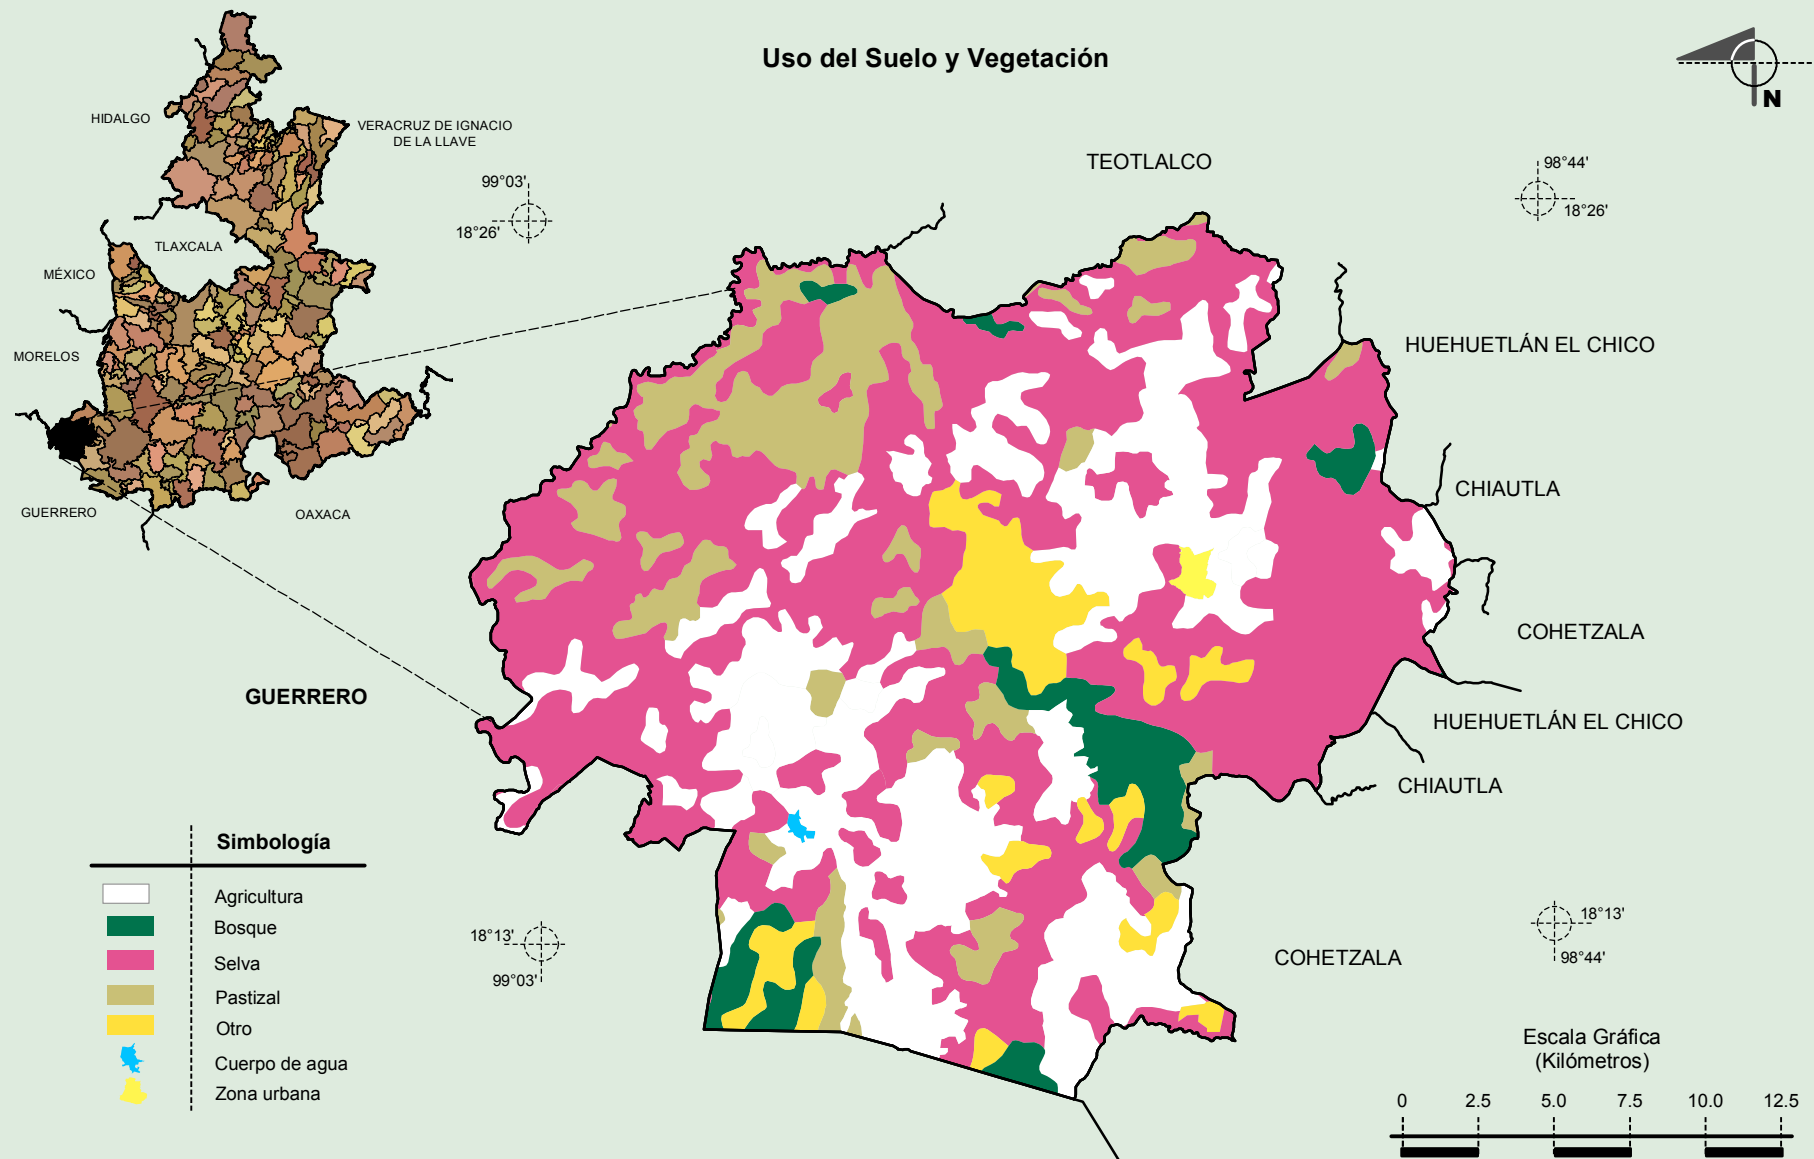 Uso del Suelo y Vegetación
N
HIDALGO
VERACRUZ DE IGNACIO
DE LA LLAVE
TLAXCALA
MÉXICO
MORELOS
GUERRERO
OAXACA
99°03'
18°26'
TEOTLALCO
98°44'
18°26'
HUEHUETLÁN EL CHICO
CHIAUTLA
COHETZALA
GUERRERO
HUEHUETLÁN EL CHICO
CHIAUTLA
COHETZALA
18°13'
99°03'
18°13'
98°44'
Simbología
Agricultura
Bosque
Selva
Pastizal
Otro
Cuerpo de agua
Zona urbana
Escala Gráfica
(Kilómetros)
0 2.5 5.0 7.5 10.0 12.5